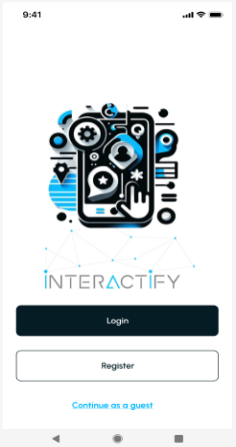 9:41
INTERACTIFY
Login
Register
Continue as a guest